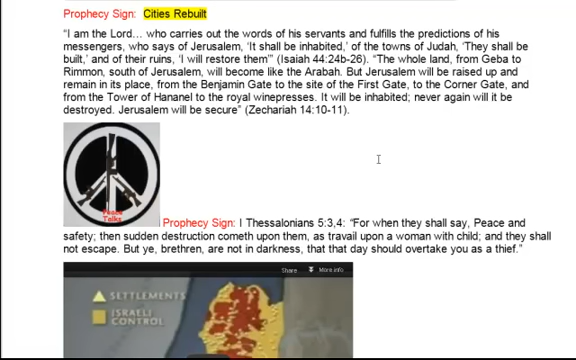 Prophecy Sign: Cities Rebuilt
“I am the Lord… who carries out the words of his servants and fulfills the predictions of his
messengers, who says of Jerusalem, ‘It shall be inhabited,’ of the towns of Judah, ‘They shall be
built,’ and of their ruins, ‘I will restore them’” (Isaiah 44:24b-26). “The whole land, from Geba to
Rimmon, south of Jerusalem, will become like the Arabah. But Jerusalem will be raised up and
remain in its place, from the Benjamin Gate to the site of the First Gate, to the Corner Gate, and
from the Tower of Hananel to the royal winepresses. It will be inhabited; never again will it be
destroyed. Jerusalem will be secure” (Zechariah 14:10-11).
Peace
Talks
Prophecy Sign: I Thessalonians 5:3,4: “For when they shall say, Peace and
safety; then sudden destruction cometh upon them, as travail upon a woman with child; and they shall
not escape. But ye, brethren, are not in darkness, that that day should overtake you as a thief.”
Share More info
SETTLEMENTS
ISRAELI
CONTROL